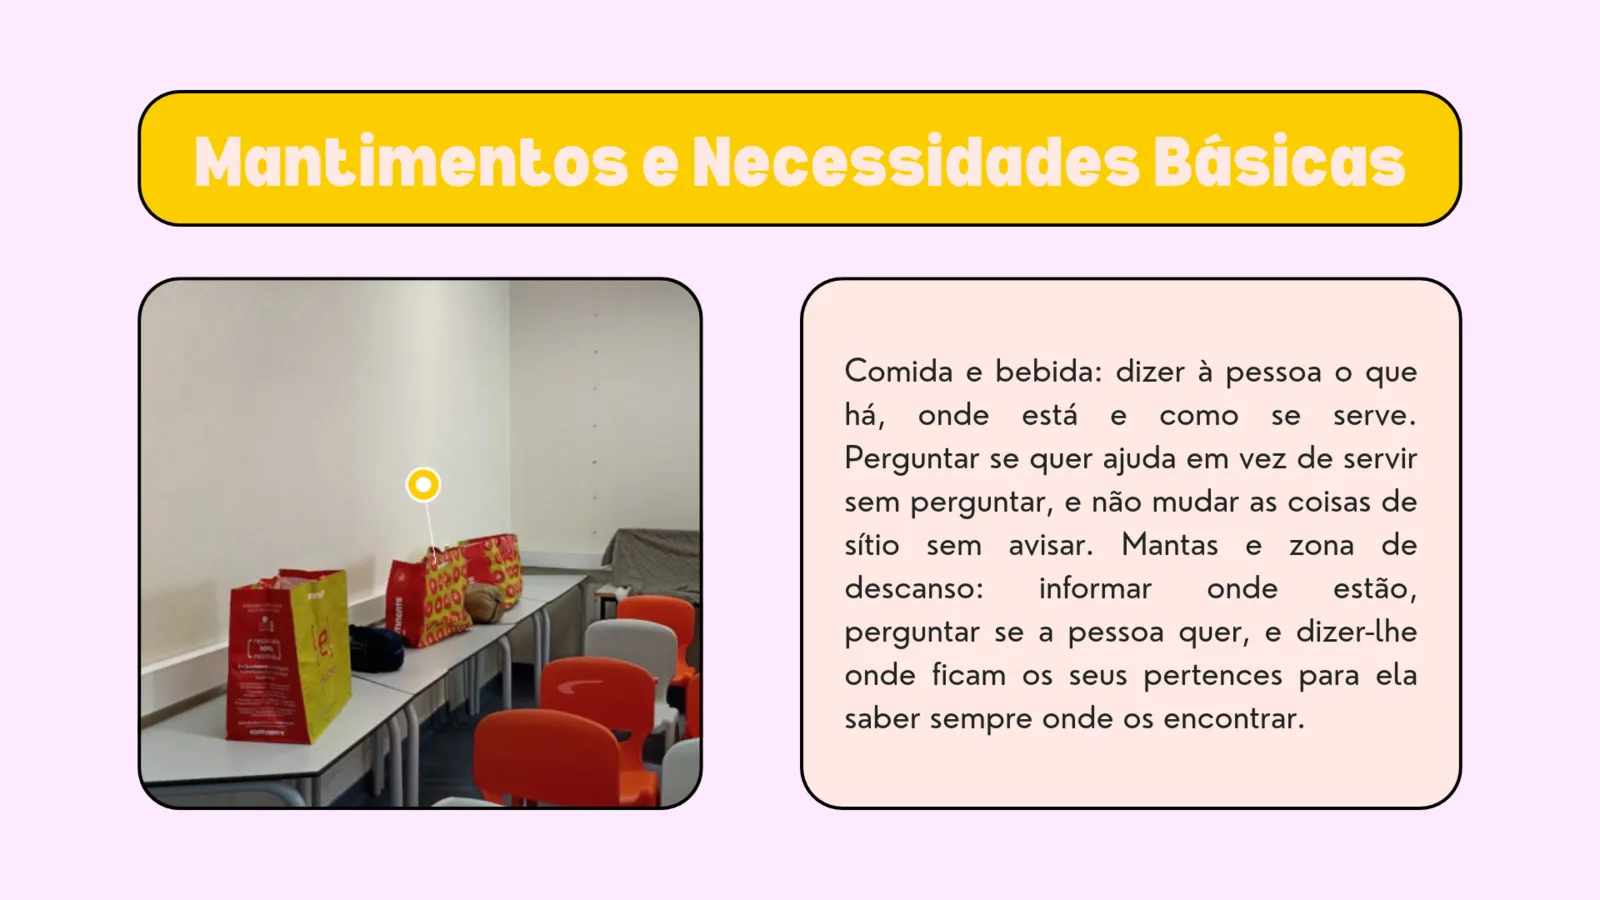 Mantimentos e Necessidades Básicas
Comida e bebida: dizer à pessoa o que
há, onde está e como se serve.
Perguntar se quer ajuda em vez de servir
sem perguntar, e não mudar as coisas de
sítio sem avisar. Mantas e zona de
descanso: informar onde estão,
perguntar se a pessoa quer, e dizer-lhe
onde ficam os seus pertences para ela
saber sempre onde os encontrar.
continente